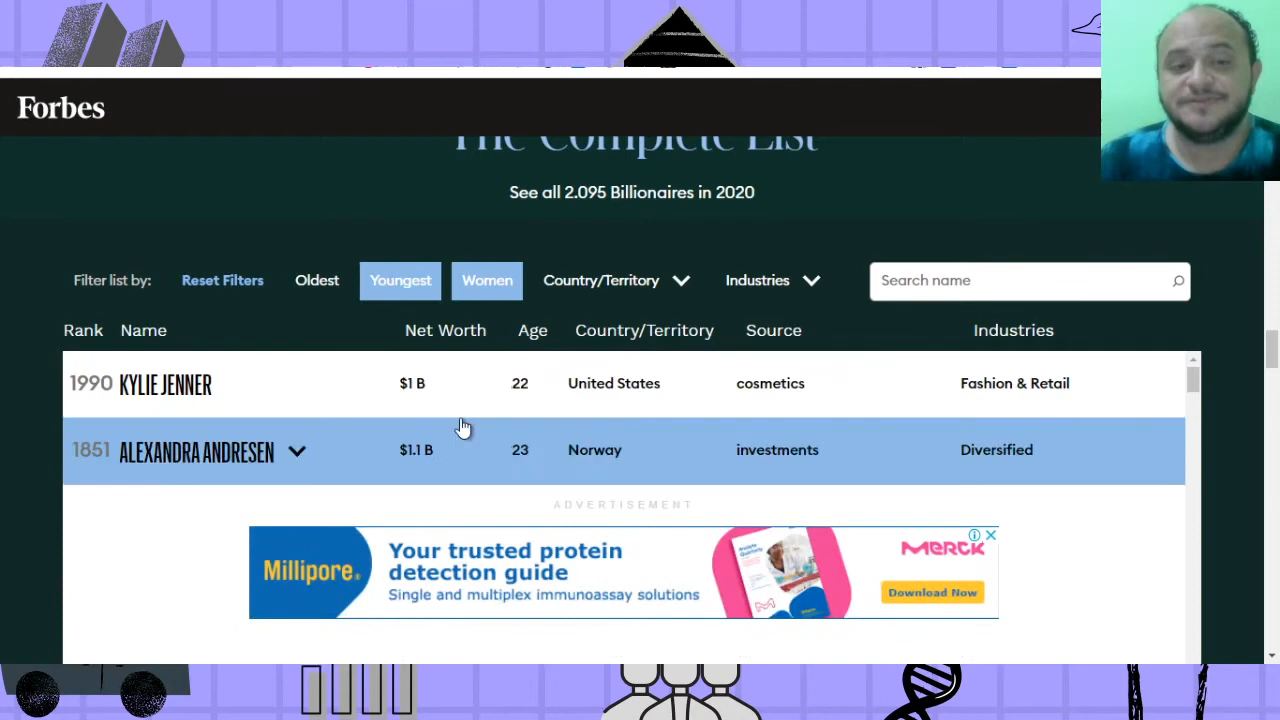 Forbes
The Complete List
See all 2.095 Billionaires in 2020
Filter list by: Reset Filters Oldest Youngest Women Country/Territory Industries Search name
Rank Name Net Worth Age Country/Territory Source Industries
1990 KYLIE JENNER $1 B 22 United States cosmetics Fashion & Retail
1851 ALEXANDRA ANDRESEN $1.1 B 23 Norway investments Diversified
ADVERTISEMENT
Millipore®
Your trusted protein
detection guide
Single and multiplex immunoassay solutions
MERCK
Download Now